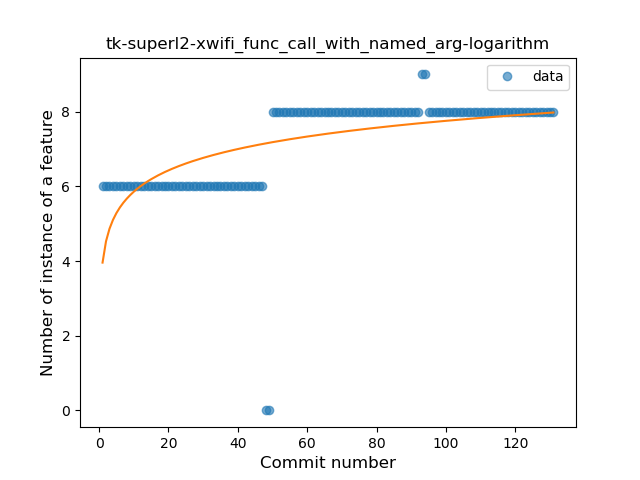 tk-superl2-xwifi_func_call_with_named_arg-logarithm
data
Number of instance of a feature
8
6
4
2
0
0 20 40 60 80 100 120
Commit number